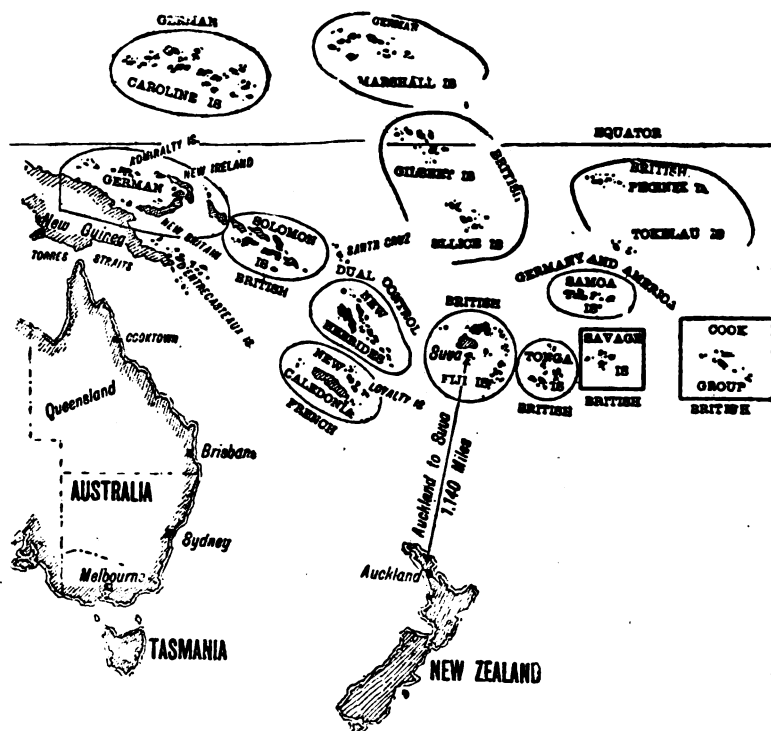 GERMAN
CAROLINE IS
GERMAN
MARSHALL IS
EQUATOR
ADMIRALTY IS.
NEW IRELAND
GERMAN
NEW BRITAIN
New Guinea
TORRES STRAITS
ENTRECASTEAUX IS.
SOLOMON
IS
BRITISH
SANTA CRUZ
GILBERT IS
ELLICE IS
BRITISH
BRITISH
PHOENIX IS
TOKELAU IS
GERMANY AND AMERICA
SAMOA
IS
DUAL CONTROL
NEW
HEBRIDES
NEW
CALEDONIA
LOYALTY IS
FRENCH
BRITISH
Suva
FIJI IS
TONGA
IS
BRITISH
SAVAGE
IS
BRITISH
COOK
GROUP
BRITISH
COOKTOWN
Queensland
Brisbane
AUSTRALIA
Sydney
Melbourne
TASMANIA
Auckland to Suva
1,140 Miles
Auckland
NEW ZEALAND